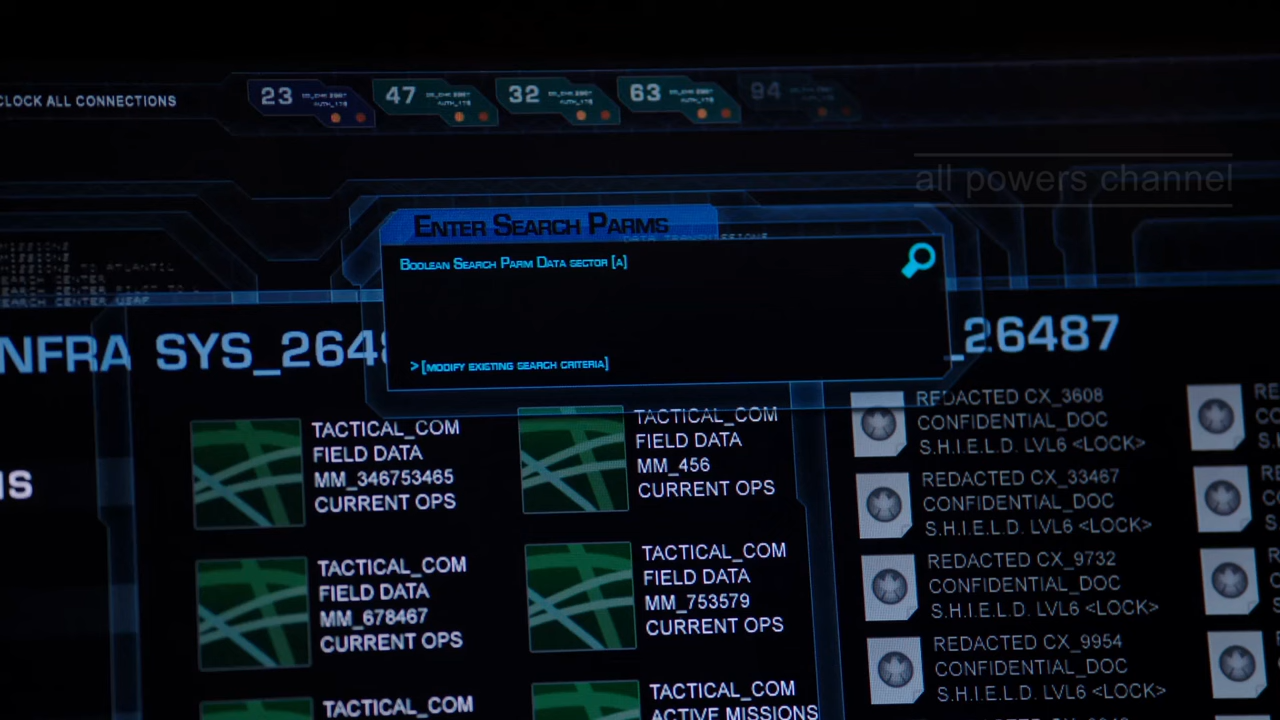 CLOCK ALL CONNECTIONS
23
47
32
63
94
all powers channel
ENTER SEARCH PARMS
BOOLEAN SEARCH PARM DATA SECTOR [A]
>[MODIFY EXISTING SEARCH CRITERIA]
NFRA
SYS_2648
_26487
TACTICAL_COM
FIELD DATA
MM_346753465
CURRENT OPS
TACTICAL_COM
FIELD DATA
MM_456
CURRENT OPS
REDACTED CX_3608
CONFIDENTIAL_DOC
S.H.I.E.L.D. LVL6 <LOCK>
REDACTED CX_33467
CONFIDENTIAL_DOC
S.H.I.E.L.D. LVL6 <LOCK>
TACTICAL_COM
FIELD DATA
MM_678467
CURRENT OPS
TACTICAL_COM
FIELD DATA
MM_753579
CURRENT OPS
REDACTED CX_9732
CONFIDENTIAL_DOC
S.H.I.E.L.D. LVL6 <LOCK>
REDACTED CX_9954
CONFIDENTIAL_DOC
S.H.I.E.L.D. LVL6 <LOCK>
TACTICAL_COM
TACTICAL_COM
ACTIVE MISSIONS